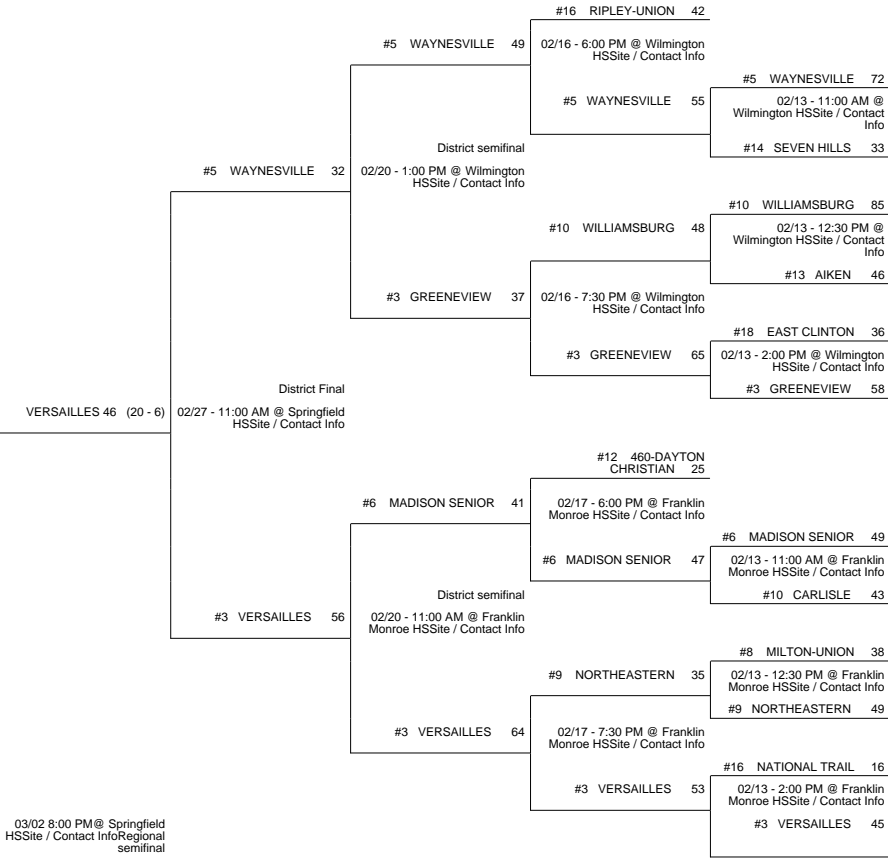 #16 RIPLEY-UNION 42
#5 WAYNESVILLE 49
02/16 - 6:00 PM @ Wilmington
HSSite / Contact Info
#5 WAYNESVILLE 72
#5 WAYNESVILLE 55
02/13 - 11:00 AM @
Wilmington HSSite / Contact
Info
District semifinal
#14 SEVEN HILLS 33
#5 WAYNESVILLE 32
02/20 - 1:00 PM @ Wilmington
HSSite / Contact Info
#10 WILLIAMSBURG 85
#10 WILLIAMSBURG 48
02/13 - 12:30 PM @
Wilmington HSSite / Contact
Info
#13 AIKEN 46
#3 GREENEVIEW 37
02/16 - 7:30 PM @ Wilmington
HSSite / Contact Info
#18 EAST CLINTON 36
#3 GREENEVIEW 65
02/13 - 2:00 PM @ Wilmington
HSSite / Contact Info
District Final
#3 GREENEVIEW 58
VERSAILLES 46 (20 - 6)
02/27 - 11:00 AM @ Springfield
HSSite / Contact Info
#12 460-DAYTON
CHRISTIAN 25
#6 MADISON SENIOR 41
02/17 - 6:00 PM @ Franklin
Monroe HSSite / Contact Info
#6 MADISON SENIOR 49
#6 MADISON SENIOR 47
02/13 - 11:00 AM @ Franklin
Monroe HSSite / Contact Info
District semifinal
#10 CARLISLE 43
#3 VERSAILLES 56
02/20 - 11:00 AM @ Franklin
Monroe HSSite / Contact Info
#8 MILTON-UNION 38
#9 NORTHEASTERN 35
02/13 - 12:30 PM @ Franklin
Monroe HSSite / Contact Info
#9 NORTHEASTERN 49
#3 VERSAILLES 64
02/17 - 7:30 PM @ Franklin
Monroe HSSite / Contact Info
#16 NATIONAL TRAIL 16
#3 VERSAILLES 53
02/13 - 2:00 PM @ Franklin
Monroe HSSite / Contact Info
#3 VERSAILLES 45
03/02 8:00 PM@ Springfield
HSSite / Contact InfoRegional
semifinal